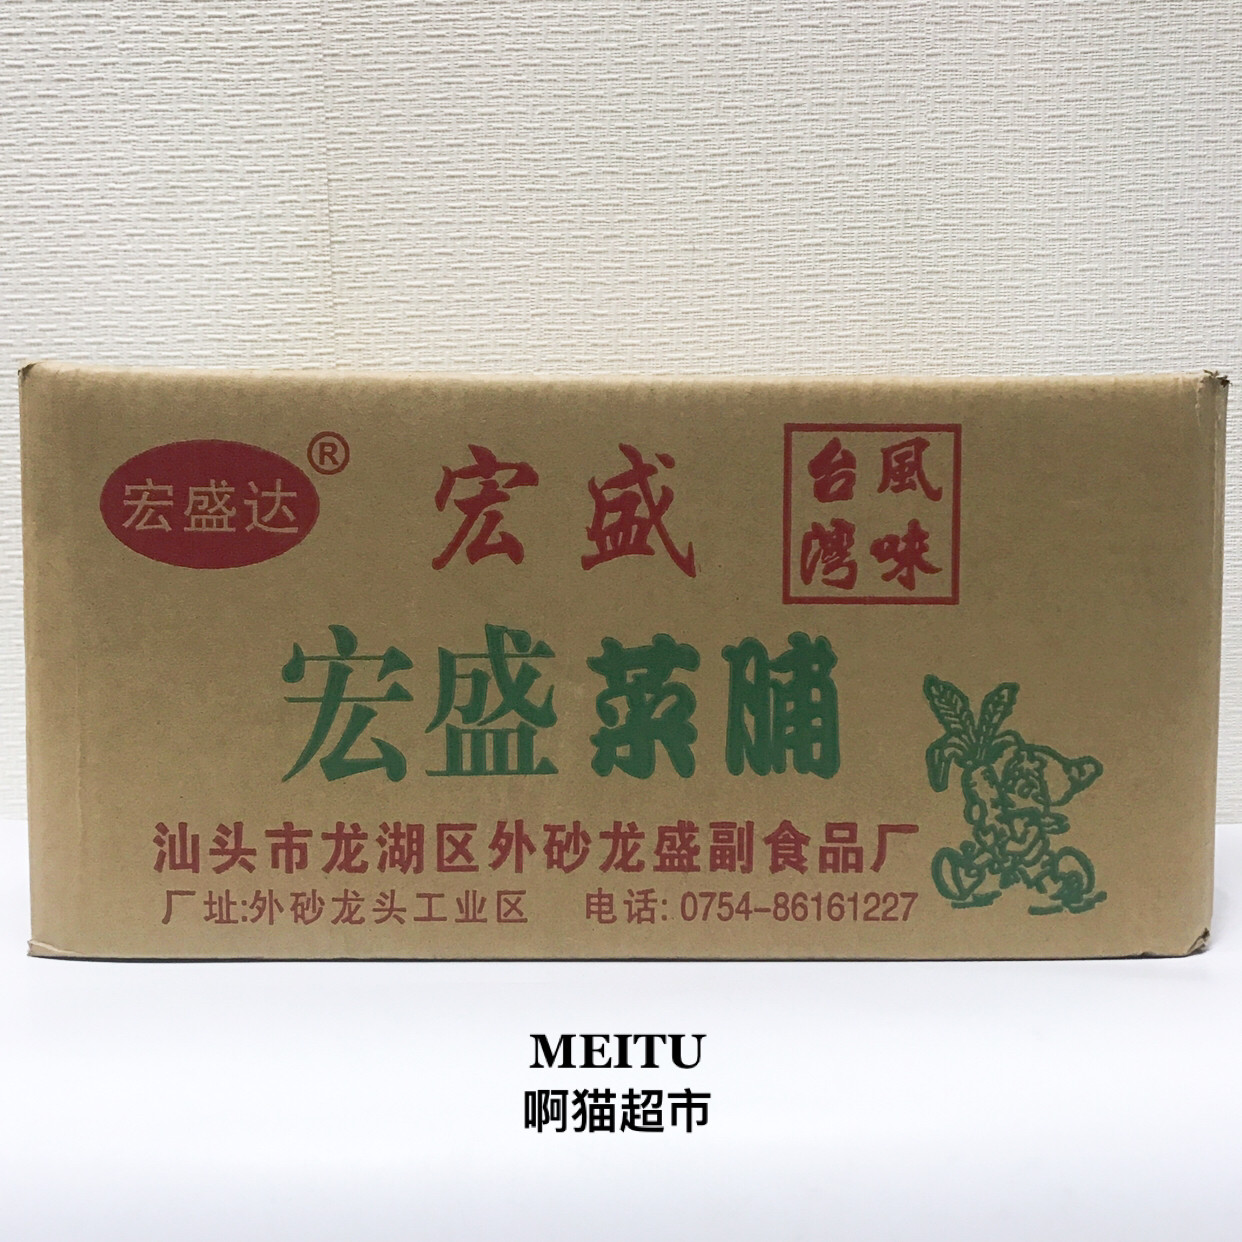 宏盛达®
宏盛
台風
灣味
宏盛菜脯
汕头市龙湖区外砂龙盛副食品厂
厂址:外砂龙头工业区 电话: 0754-86161227
MEITU
啊猫超市